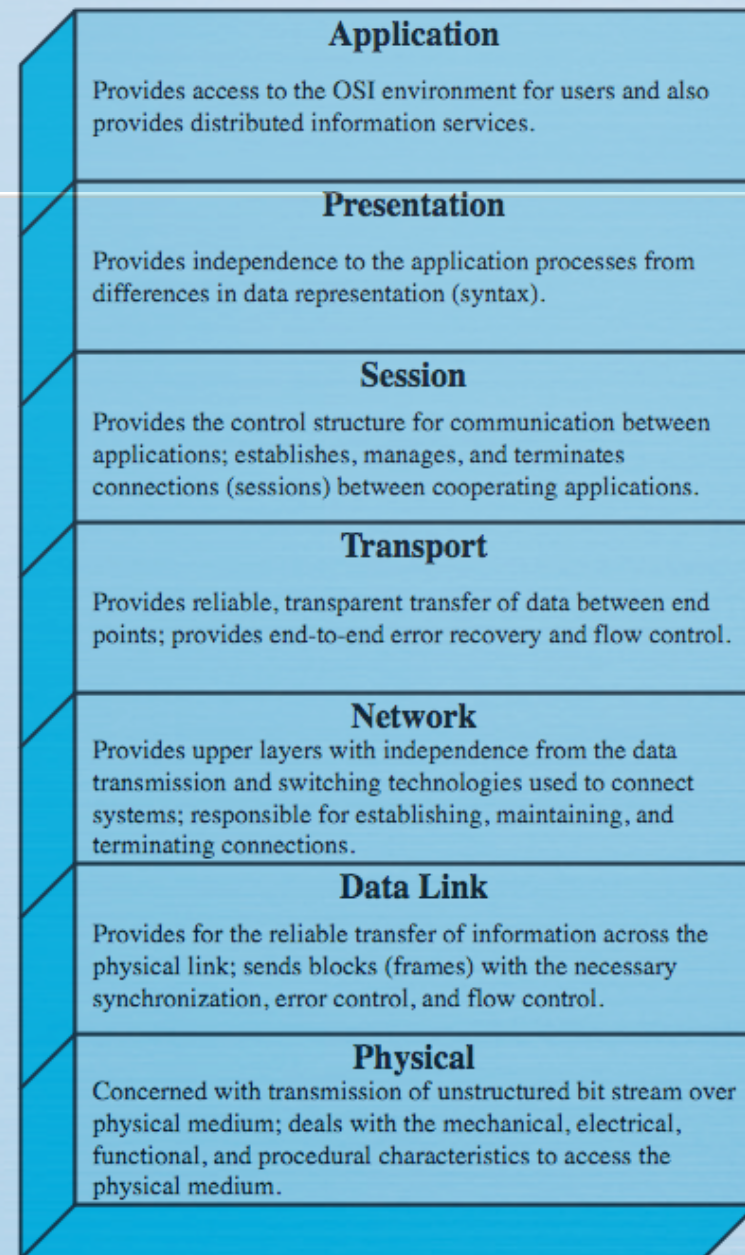 Application
Provides access to the OSI environment for users and also
provides distributed information services.
Presentation
Provides independence to the application processes from
differences in data representation (syntax).
Session
Provides the control structure for communication between
applications; establishes, manages, and terminates
connections (sessions) between cooperating applications.
Transport
Provides reliable, transparent transfer of data between end
points; provides end-to-end error recovery and flow control.
Network
Provides upper layers with independence from the data
transmission and switching technologies used to connect
systems; responsible for establishing, maintaining, and
terminating connections.
Data Link
Provides for the reliable transfer of information across the
physical link; sends blocks (frames) with the necessary
synchronization, error control, and flow control.
Physical
Concerned with transmission of unstructured bit stream over
physical medium; deals with the mechanical, electrical,
functional, and procedural characteristics to access the
physical medium.